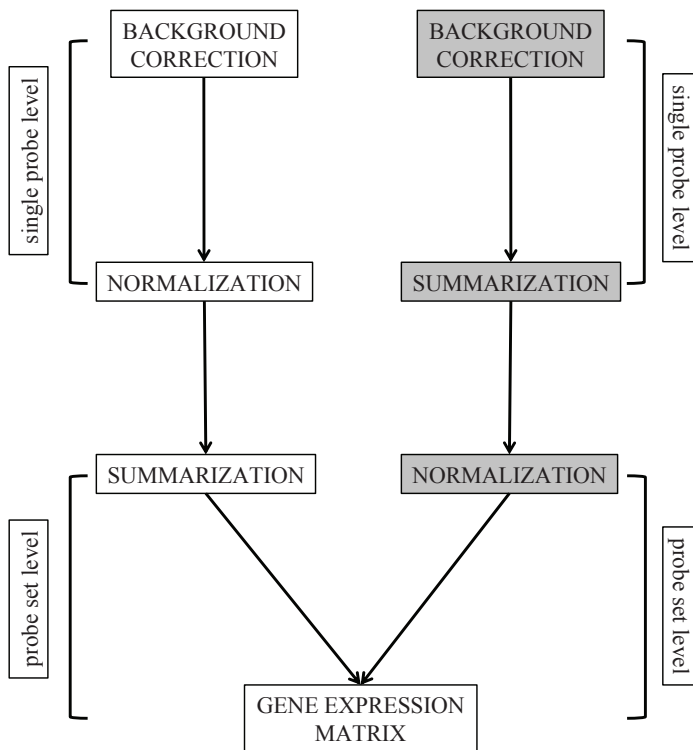 BACKGROUND
CORRECTION
BACKGROUND
CORRECTION
single probe level
single probe level
NORMALIZATION
SUMMARIZATION
SUMMARIZATION
NORMALIZATION
probe set level
probe set level
GENE EXPRESSION
MATRIX